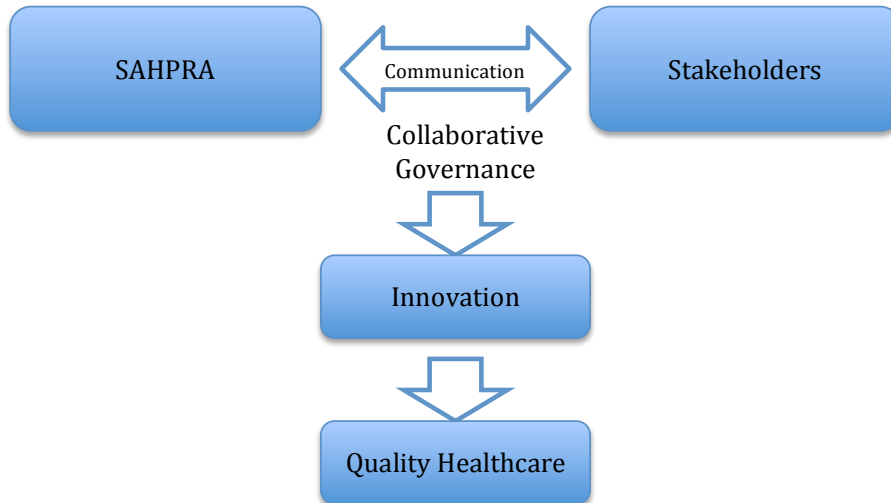 SAHPRA
Communication
Stakeholders
Collaborative
Governance
Innovation
Quality Healthcare